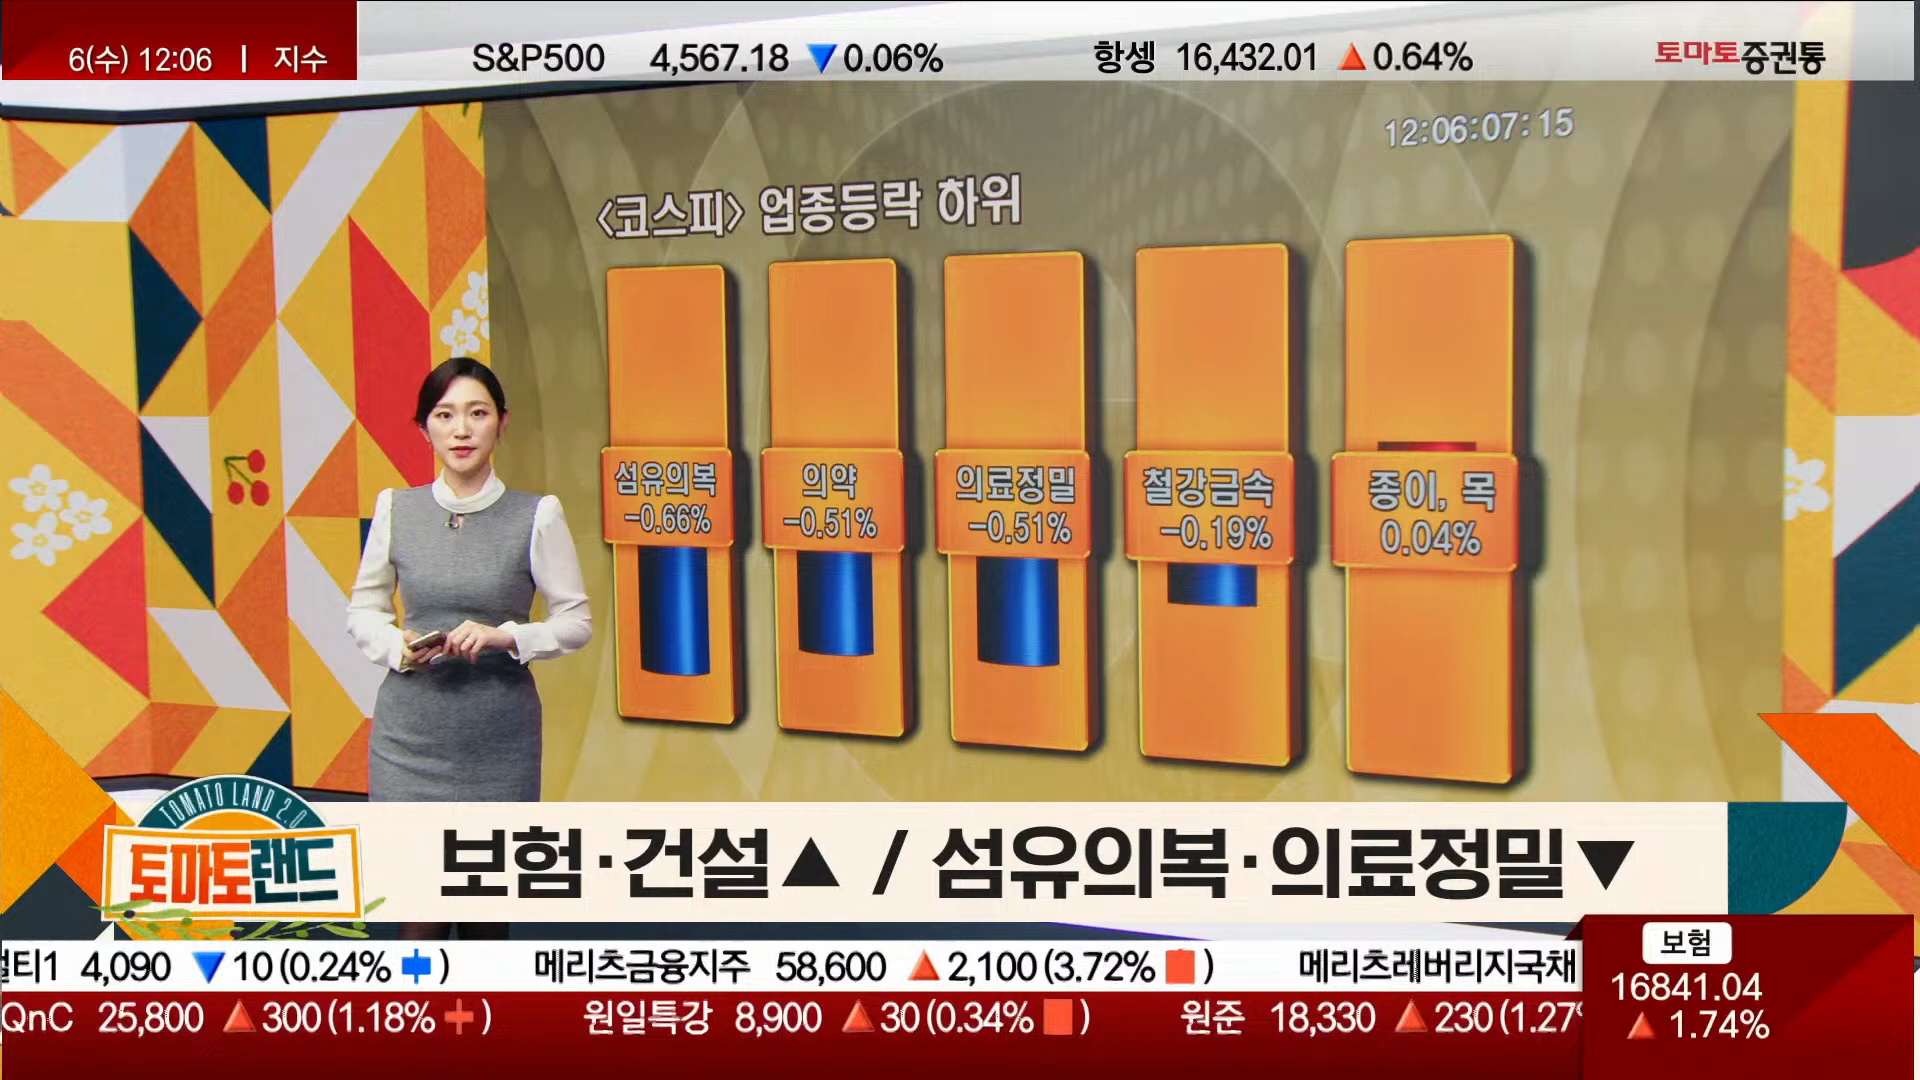 6(수) 12:06 | 지수
S&P500 4,567.18 ▼0.06%
항셍 16,432.01 ▲0.64%
토마토증권통
12:06:07:15
<코스피> 업종등락 하위
섬유의복
-0.66%
의약
-0.51%
의료정밀
-0.51%
철강금속
-0.19%
종이, 목
0.04%
TOMATO LAND 2.0
토마토랜드
보험·건설▲ / 섬유의복·의료정밀▼
티1 4,090 ▼10(0.24%) 메리츠금융지주 58,600 ▲2,100(3.72%) 메리츠레버리지국채
QnC 25,800 ▲300(1.18%) 원일특강 8,900 ▲30(0.34%) 원준 18,330 ▲230(1.27%
보험
16841.04
▲ 1.74%